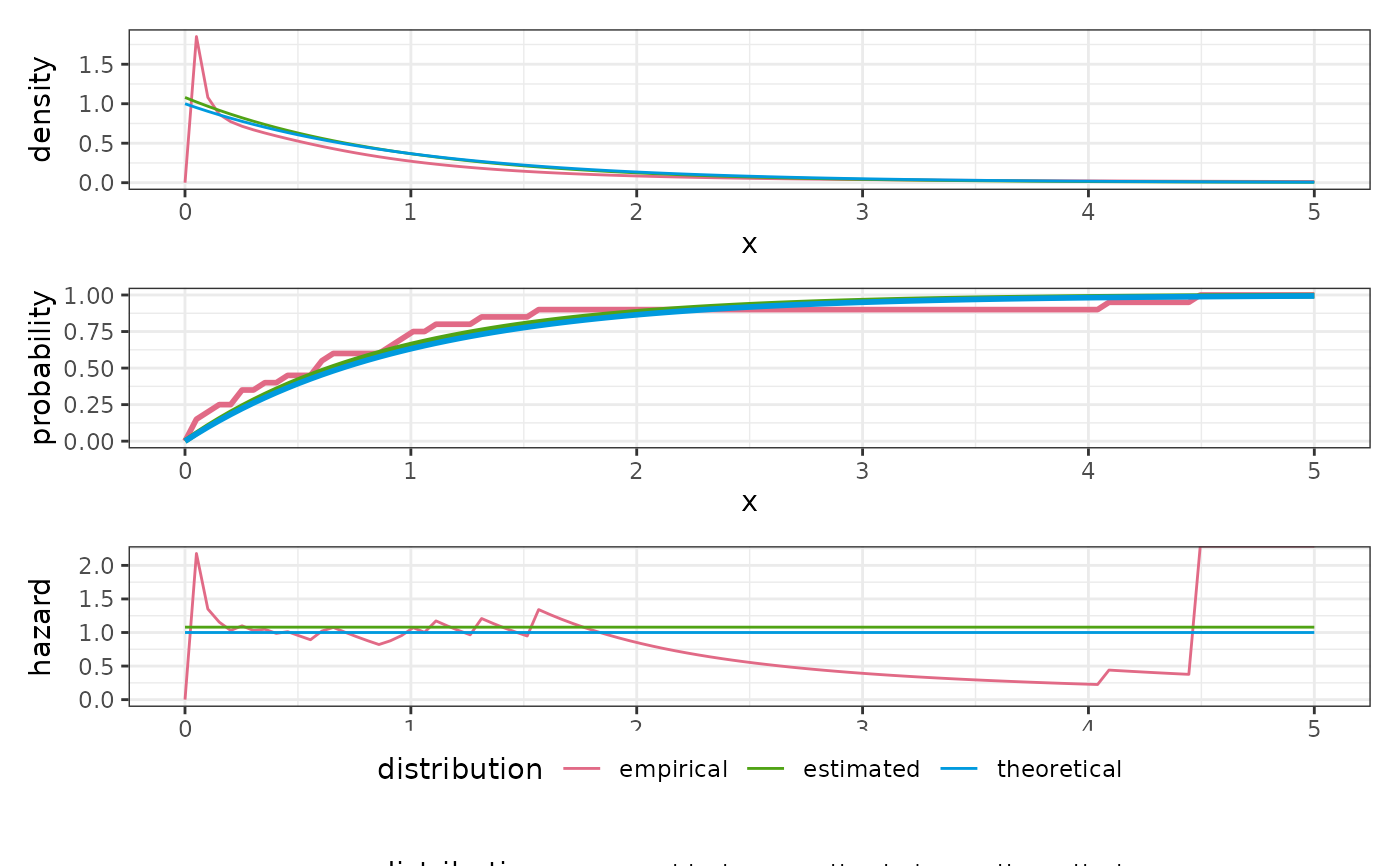 density
1.5
1.0
0.5
0.0
0 1 2 3 4 5
x
probability
1.00
0.75
0.50
0.25
0.00
0 1 2 3 4 5
x
hazard
2.0
1.5
1.0
0.5
0.0
0 1 2 3 4 5
distribution empirical estimated theoretical